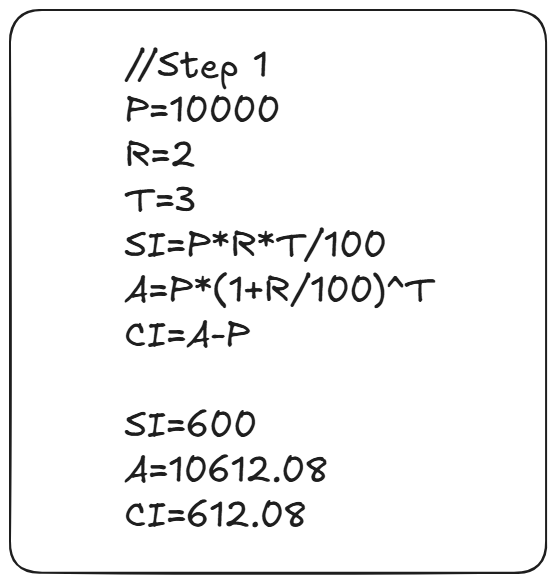 //Step 1
P=10000
R=2
T=3
SI=P*R*T/100
A=P*(1+R/100)^T
CI=A-P

SI=600
A=10612.08
CI=612.08